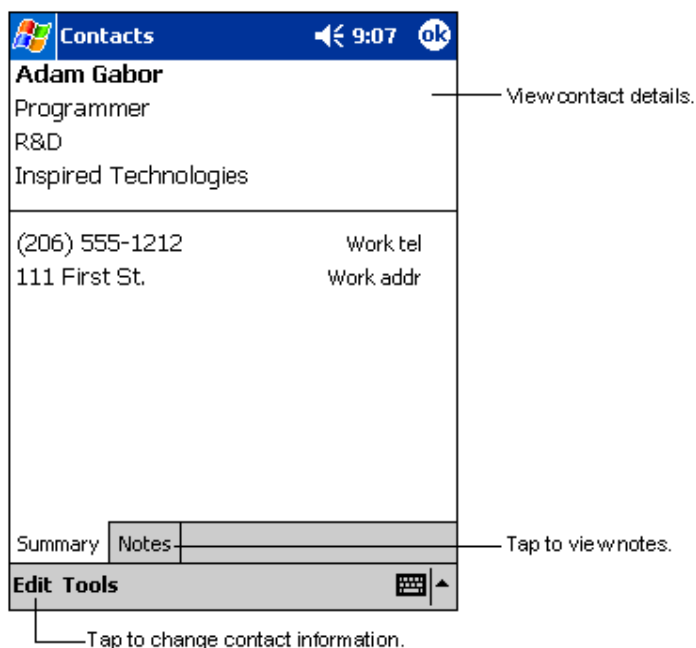 Contacts 9:07 ok
Adam Gabor
Programmer
View contact details.
R&D
Inspired Technologies
(206) 555-1212 Work tel
111 First St. Work addr
Summary Notes
Tap to view notes.
Edit Tools
Tap to change contact information.